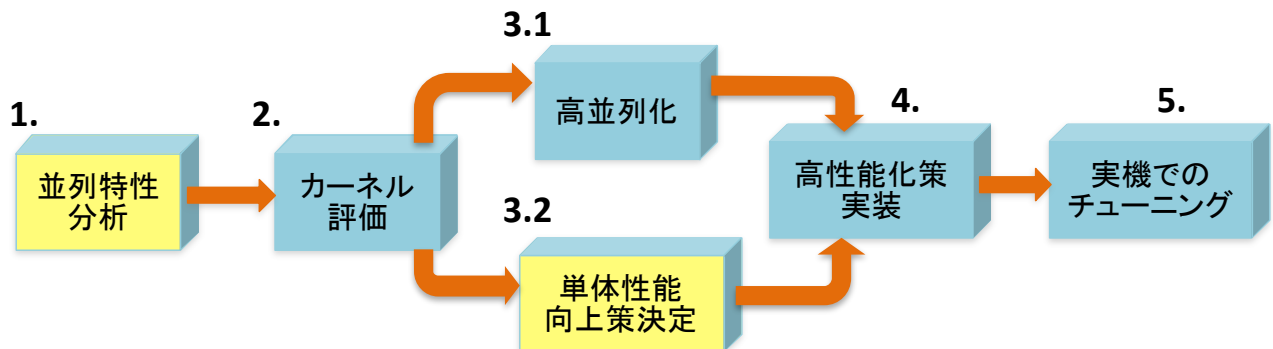 1.
並列特性
分析
2.
カーネル
評価
3.1
高並列化
3.2
単体性能
向上策決定
4.
高性能化策
実装
5.
実機での
チューニング